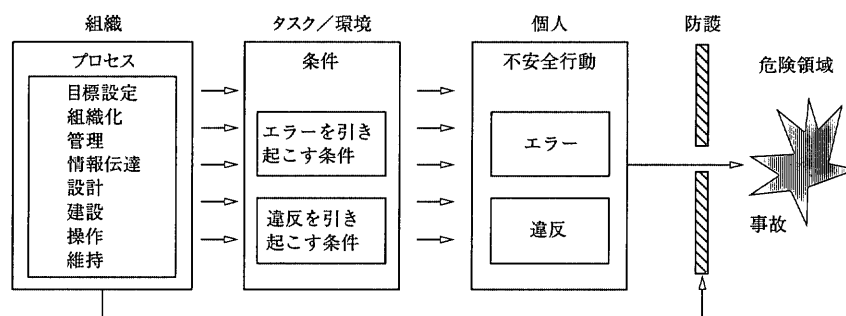 組織
プロセス
目標設定
組織化
管理
情報伝達
設計
建設
操作
維持
タスク／環境
条件
エラーを引き
起こす条件
違反を引き
起こす条件
個人
不安全行動
エラー
違反
防護
危険領域
事故